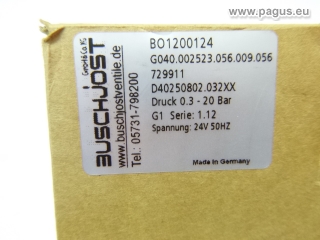 www.pagus.eu
BUSCHJOST
GmbH & Co. KG
www.buschjostventile.de
Tel.: 05731-798200
BO1200124
G040.002523.056.009.056
729911
D40250802.032XX
Druck 0.3 - 20 Bar
G1 Serie: 1.12
Spannung: 24V 50HZ
Made in Germany